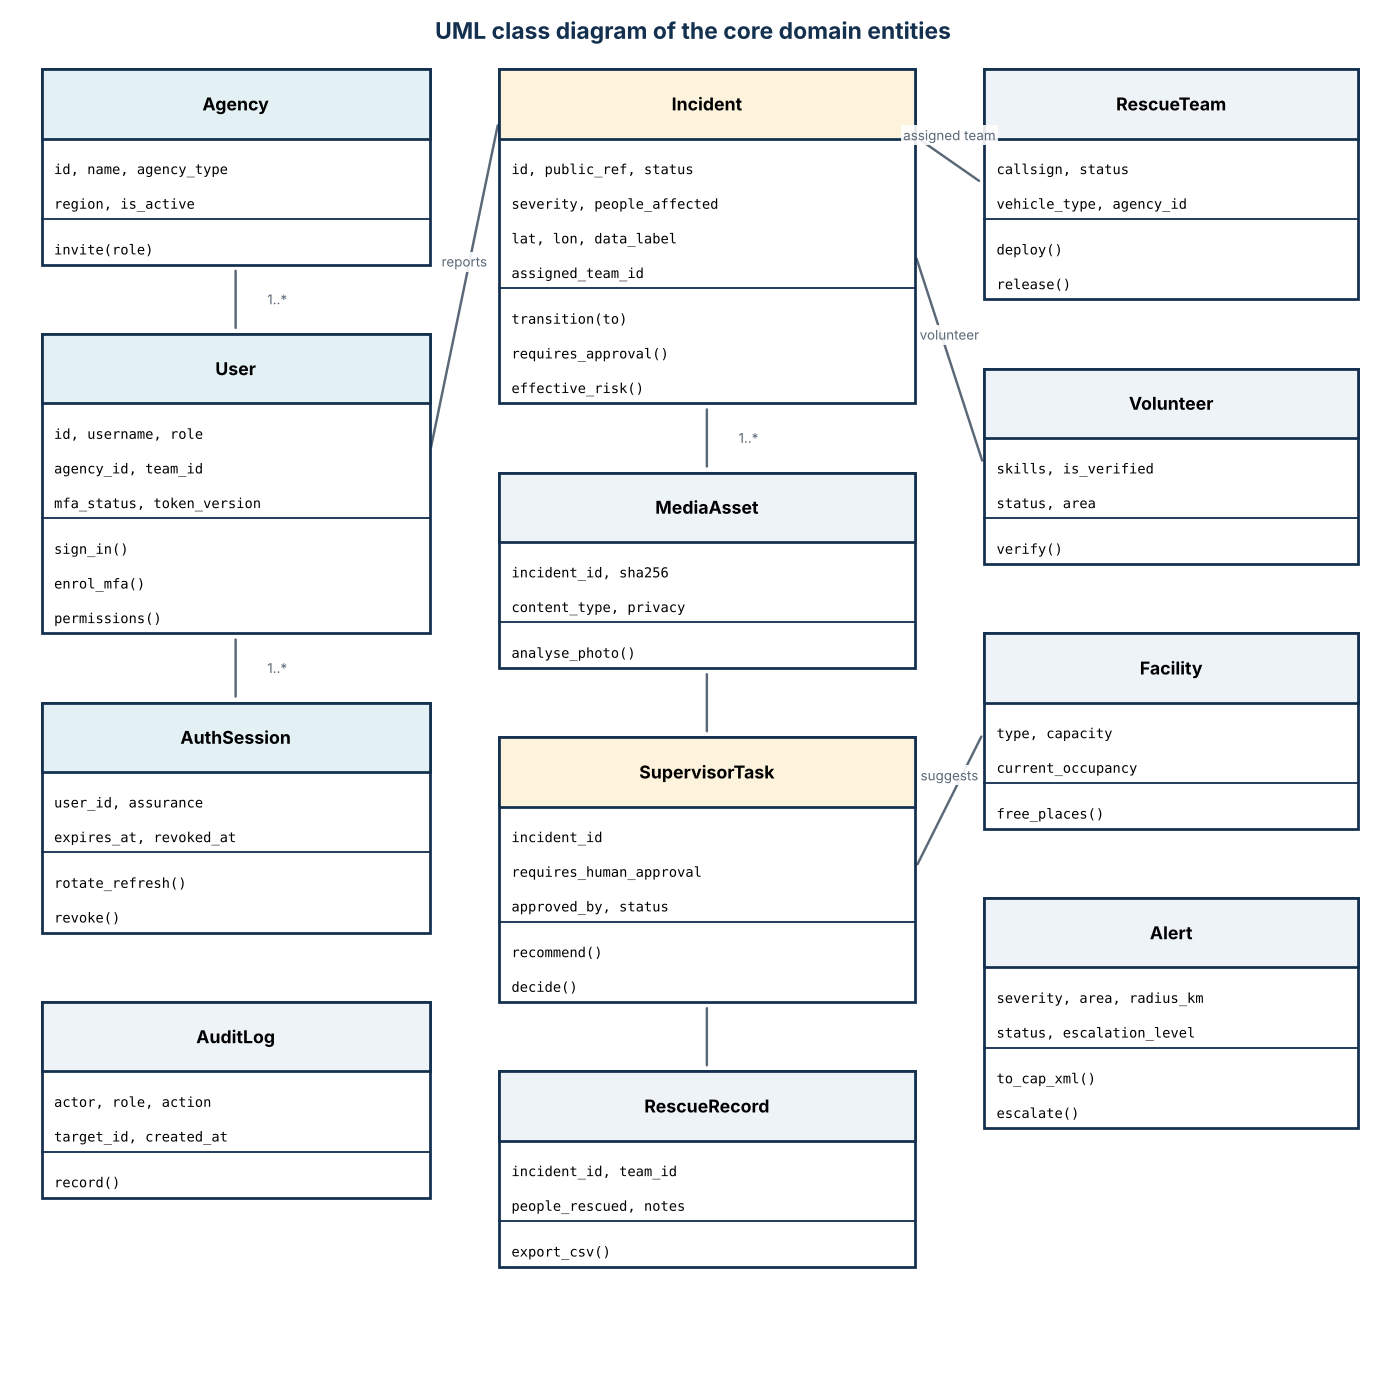 UML class diagram of the core domain entities
Agency
id, name, agency_type
region, is_active
invite(role)
1..*
User
id, username, role
agency_id, team_id
mfa_status, token_version
sign_in()
enrol_mfa()
permissions()
1..*
AuthSession
user_id, assurance
expires_at, revoked_at
rotate_refresh()
revoke()
AuditLog
actor, role, action
target_id, created_at
record()
reports
Incident
id, public_ref, status
severity, people_affected
lat, lon, data_label
assigned_team_id
transition(to)
requires_approval()
effective_risk()
1..*
MediaAsset
incident_id, sha256
content_type, privacy
analyse_photo()
SupervisorTask
incident_id
requires_human_approval
approved_by, status
recommend()
decide()
RescueRecord
incident_id, team_id
people_rescued, notes
export_csv()
assigned team
volunteer
suggests
RescueTeam
callsign, status
vehicle_type, agency_id
deploy()
release()
Volunteer
skills, is_verified
status, area
verify()
Facility
type, capacity
current_occupancy
free_places()
Alert
severity, area, radius_km
status, escalation_level
to_cap_xml()
escalate()